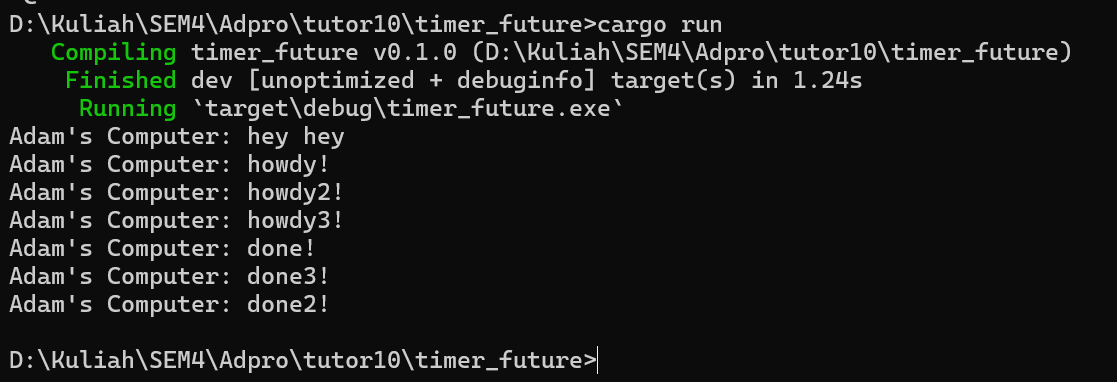 D:\Kuliah\SEM4\Adpro\tutor10\timer_future>cargo run
   Compiling timer_future v0.1.0 (D:\Kuliah\SEM4\Adpro\tutor10\timer_future)
    Finished dev [unoptimized + debuginfo] target(s) in 1.24s
     Running `target\debug\timer_future.exe`
Adam's Computer: hey hey
Adam's Computer: howdy!
Adam's Computer: howdy2!
Adam's Computer: howdy3!
Adam's Computer: done!
Adam's Computer: done3!
Adam's Computer: done2!
D:\Kuliah\SEM4\Adpro\tutor10\timer_future>